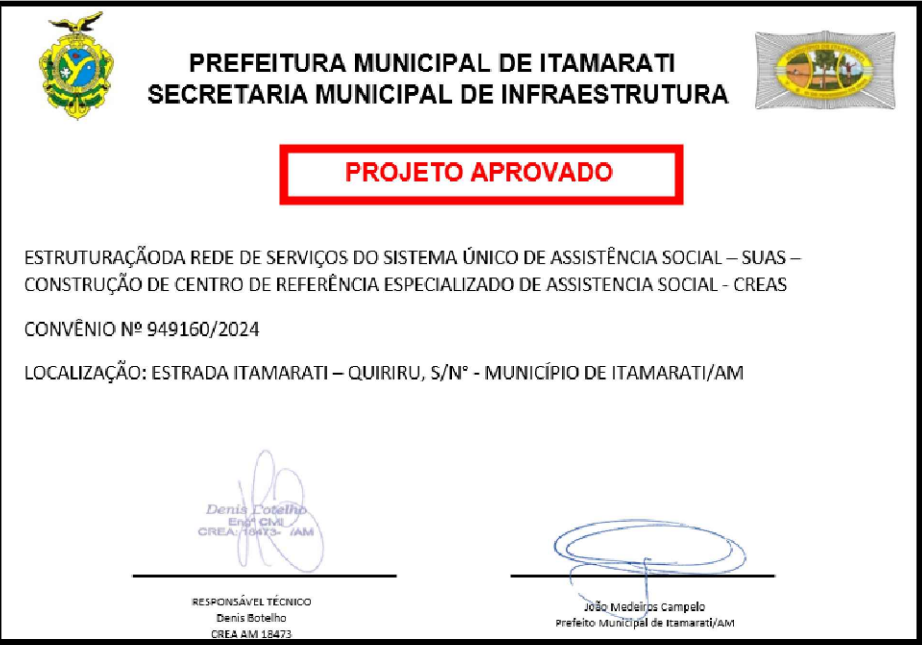 PREFEITURA MUNICIPAL DE ITAMARATI
SECRETARIA MUNICIPAL DE INFRAESTRUTURA
PROJETO APROVADO
ESTRUTURAÇÃODA REDE DE SERVIÇOS DO SISTEMA ÚNICO DE ASSISTÊNCIA SOCIAL – SUAS –
CONSTRUÇÃO DE CENTRO DE REFERÊNCIA ESPECIALIZADO DE ASSISTENCIA SOCIAL - CREAS
CONVÊNIO Nº 949160/2024
LOCALIZAÇÃO: ESTRADA ITAMARATI – QUIRIRU, S/N° - MUNICÍPIO DE ITAMARATI/AM
Denis Botelho
Engº CIVIL
CREA: 18473- /AM
RESPONSÁVEL TÉCNICO
Denis Botelho
CREA AM 18473
João Medeiros Campelo
Prefeito Municipal de Itamarati/AM